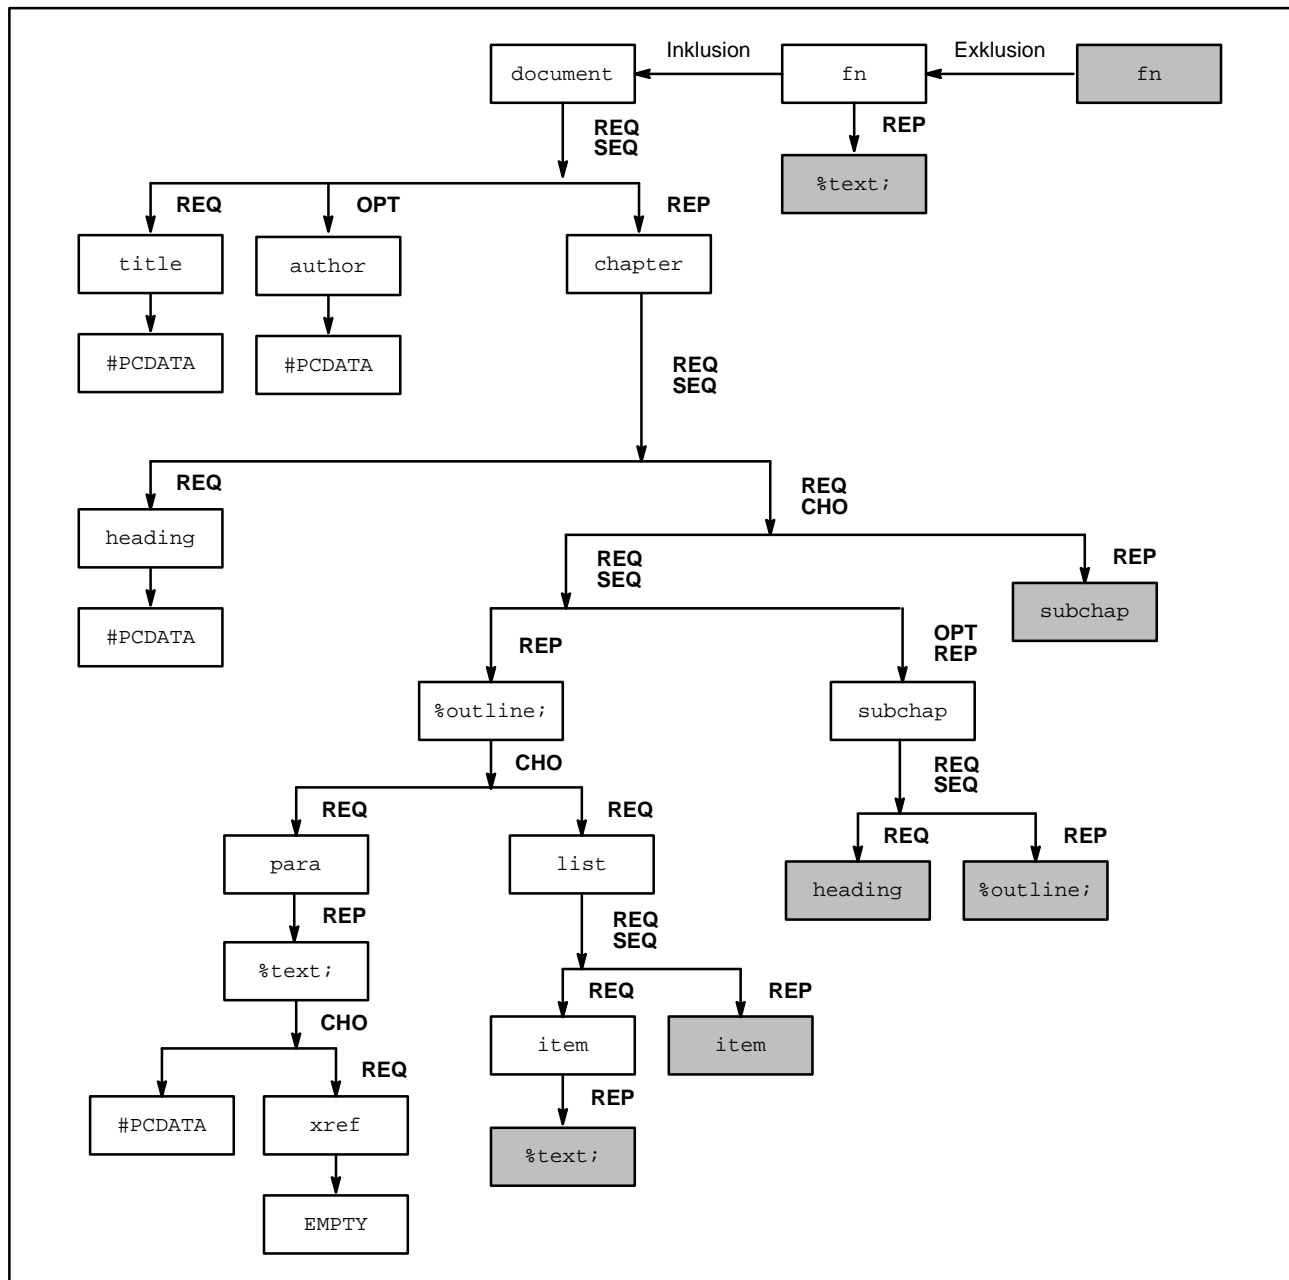 Inklusion
Exklusion
document
fn
fn
REQ
SEQ
REP
%text;
REQ
OPT
REP
title
author
chapter
#PCDATA
#PCDATA
REQ
SEQ
REQ
REQ
CHO
heading
REQ
SEQ
REP
#PCDATA
subchap
REP
OPT
REP
%outline;
subchap
CHO
REQ
SEQ
REQ
REQ
REQ
REP
para
list
heading
%outline;
REP
REQ
SEQ
%text;
REQ
REP
CHO
item
item
REQ
REP
#PCDATA
xref
%text;
EMPTY